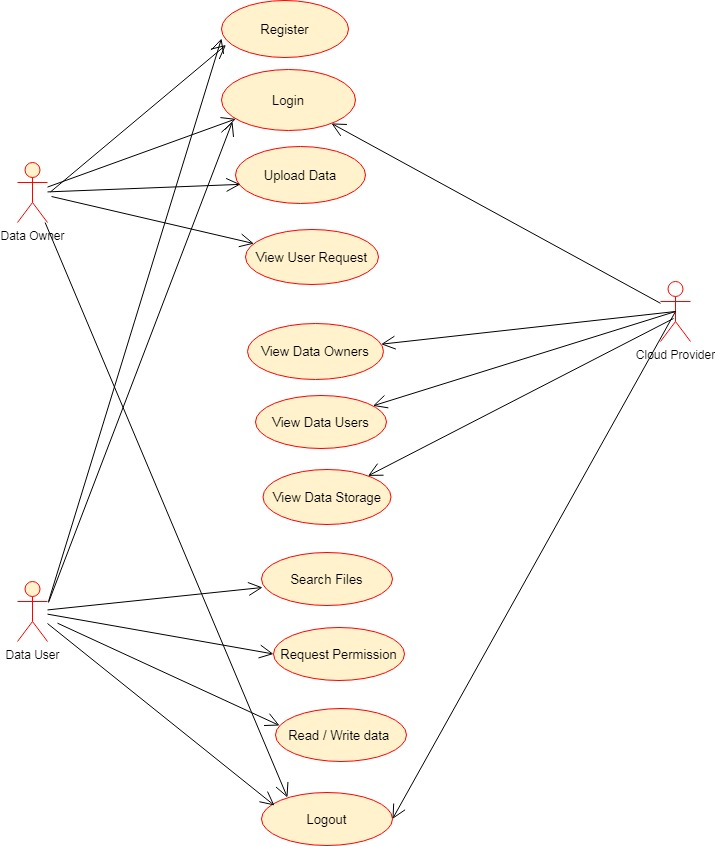 Register
Login
Upload Data
Data Owner
View User Request
View Data Owners
Cloud Provider
View Data Users
View Data Storage
Search Files
Request Permission
Data User
Read / Write data
Logout